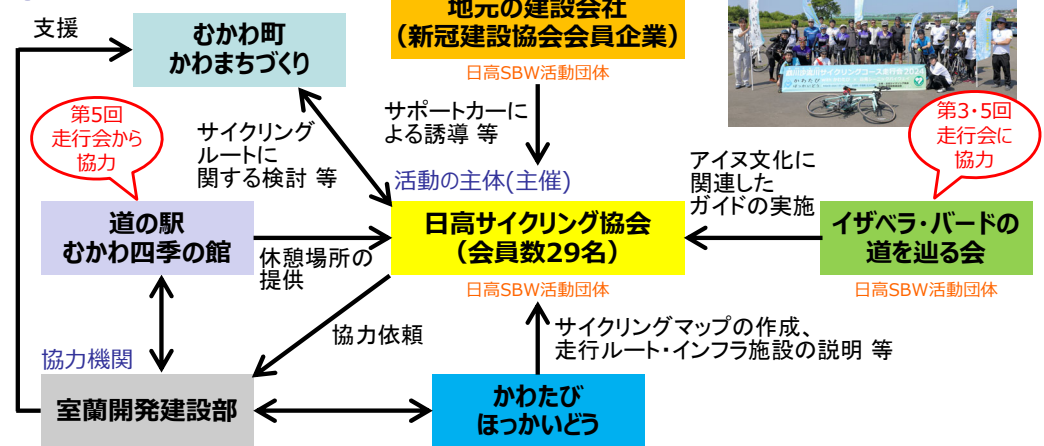 支援
むかわ町
かわまちづくり
地元の建設会社
(新冠建設協会会員企業)
日高SBW活動団体
かわたび
ほっかいどう
第5回
走行会から
協力
サイクリング
ルートに
関する検討 等
サポートカーに
よる誘導 等
第3・5回
走行会に
協力
アイヌ文化に
関連した
ガイドの実施
活動の主体(主催)
道の駅
むかわ四季の館
休憩場所の
提供
日高サイクリング協会
(会員数29名)
日高SBW活動団体
イザベラ・バードの
道を辿る会
日高SBW活動団体
協力依頼
サイクリングマップの作成、
走行ルート・インフラ施設の説明 等
協力機関
室蘭開発建設部
かわたび
ほっかいどう